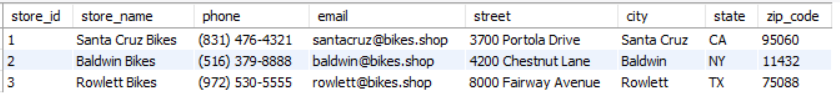 store_id store_name phone email street city state zip_code
1 Santa Cruz Bikes (831) 476-4321 santacruz@bikes.shop 3700 Portola Drive Santa Cruz CA 95060
2 Baldwin Bikes (516) 379-8888 baldwin@bikes.shop 4200 Chestnut Lane Baldwin NY 11432
3 Rowlett Bikes (972) 530-5555 rowlett@bikes.shop 8000 Fairway Avenue Rowlett TX 75088